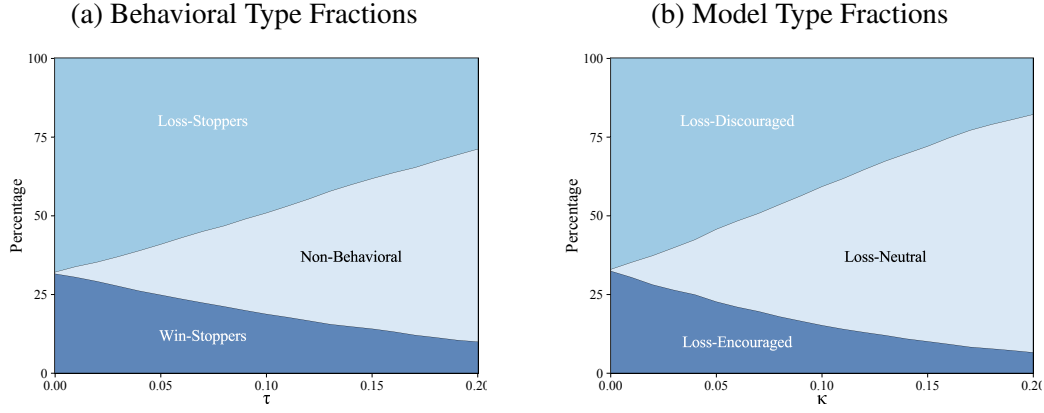 (a) Behavioral Type Fractions
100
75
50
25
0
Percentage
Loss-Stoppers
Non-Behavioral
Win-Stoppers
0.00 0.05 0.10 0.15 0.20
τ
(b) Model Type Fractions
100
75
50
25
0
Percentage
Loss-Discouraged
Loss-Neutral
Loss-Encouraged
0.00 0.05 0.10 0.15 0.20
κ